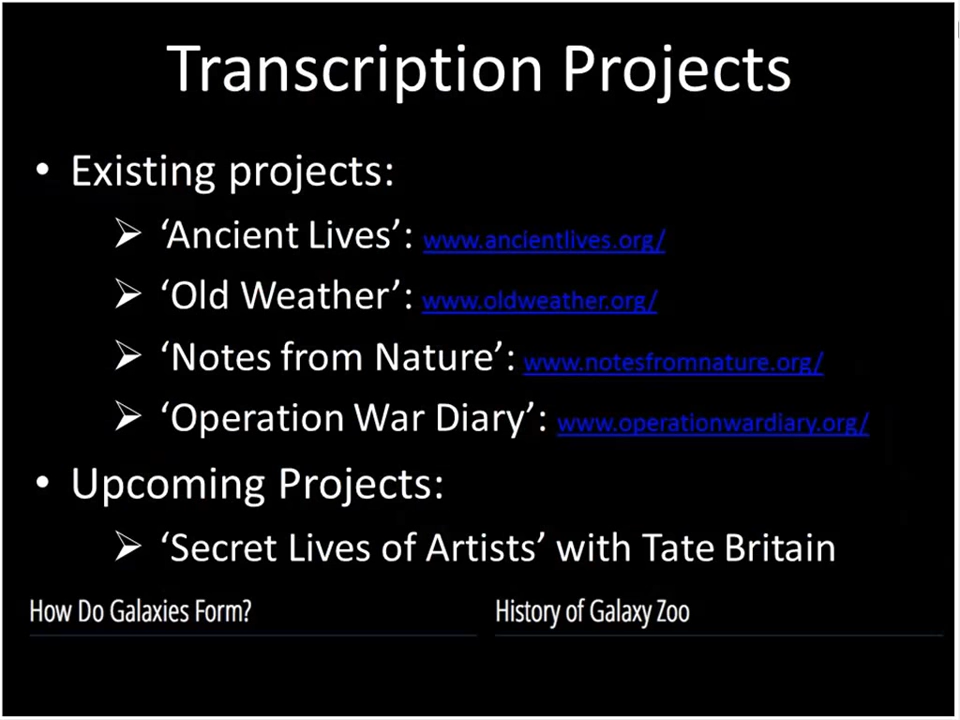 Transcription Projects
• Existing projects:
➢ ‘Ancient Lives’: www.ancientlives.org/
➢ ‘Old Weather’: www.oldweather.org/
➢ ‘Notes from Nature’: www.notesfromnature.org/
➢ ‘Operation War Diary’: www.operationwardiary.org/
• Upcoming Projects:
➢ ‘Secret Lives of Artists’ with Tate Britain
How Do Galaxies Form? History of Galaxy Zoo